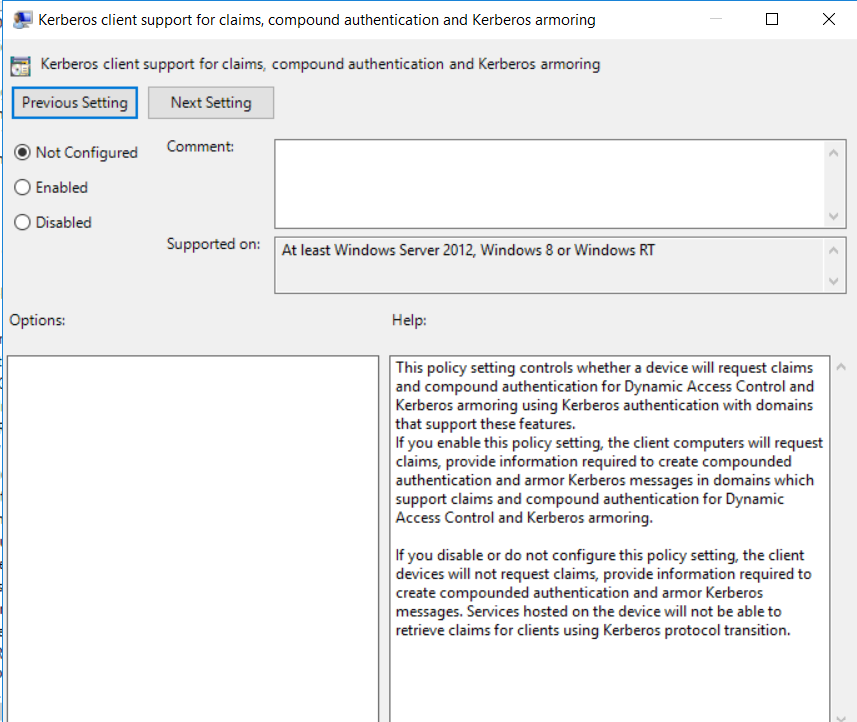 Kerberos client support for claims, compound authentication and Kerberos armoring
Kerberos client support for claims, compound authentication and Kerberos armoring
Previous Setting
Next Setting
Not Configured
Comment:
Enabled
Disabled
Supported on:
At least Windows Server 2012, Windows 8 or Windows RT
Options:
Help:
This policy setting controls whether a device will request claims
and compound authentication for Dynamic Access Control and
Kerberos armoring using Kerberos authentication with domains
that support these features.
If you enable this policy setting, the client computers will request
claims, provide information required to create compounded
authentication and armor Kerberos messages in domains which
support claims and compound authentication for Dynamic
Access Control and Kerberos armoring.
If you disable or do not configure this policy setting, the client
devices will not request claims, provide information required to
create compounded authentication and armor Kerberos
messages. Services hosted on the device will not be able to
retrieve claims for clients using Kerberos protocol transition.